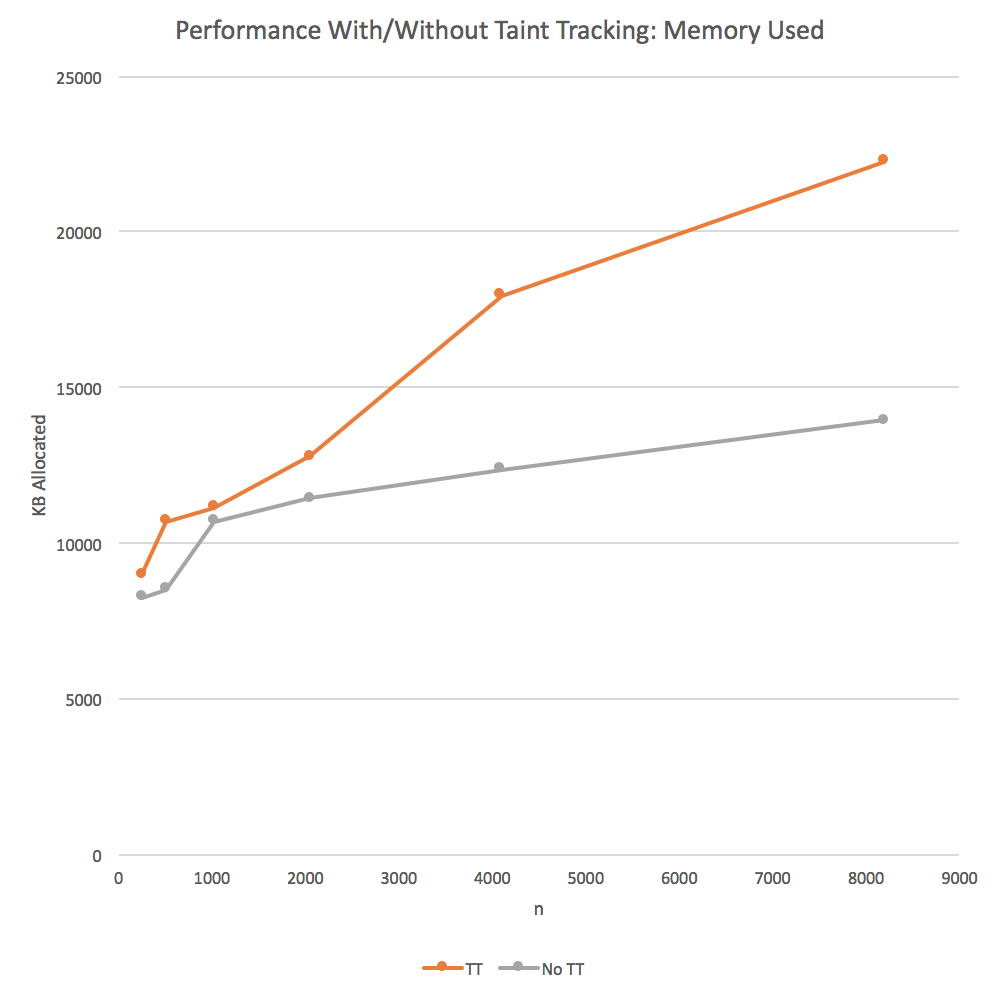 Performance With/Without Taint Tracking: Memory Used
25000
20000
15000
10000
5000
0
KB Allocated
0 1000 2000 3000 4000 5000 6000 7000 8000 9000
n
TT No TT